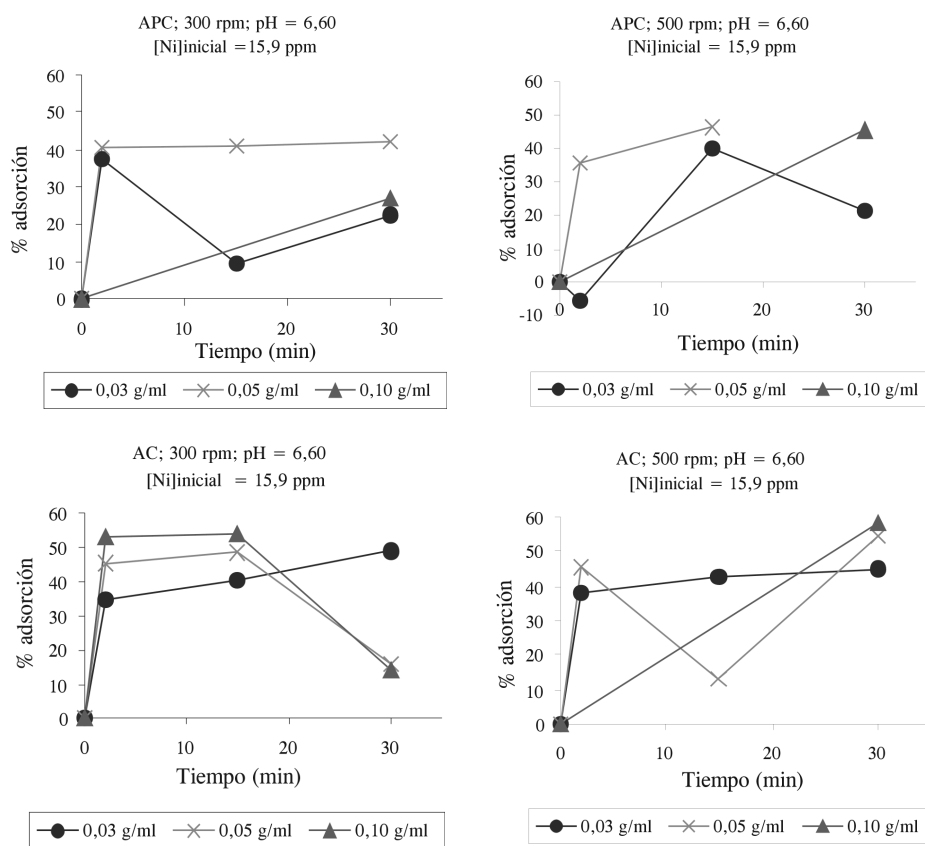 APC; 300 rpm; pH = 6,60
[Ni]inicial =15,9 ppm
60
50
40
30
20
10
0
% adsorción
0 10 20 30
Tiempo (min)
0,03 g/ml 0,05 g/ml 0,10 g/ml
APC; 500 rpm; pH = 6,60
[Ni]inicial = 15,9 ppm
60
50
40
30
20
10
0
-10
% adsorción
0 10 20 30
Tiempo (min)
0,03 g/ml 0,05 g/ml 0,10 g/ml
AC; 300 rpm; pH = 6,60
[Ni]inicial = 15,9 ppm
60
50
40
30
20
10
0
% adsorción
0 10 20 30
Tiempo (min)
0,03 g/ml 0,05 g/ml 0,10 g/ml
AC; 500 rpm; pH = 6,60
[Ni]inicial = 15,9 ppm
60
50
40
30
20
10
0
% adsorción
0 10 20 30
Tiempo (min)
0,03 g/ml 0,05 g/ml 0,10 g/ml